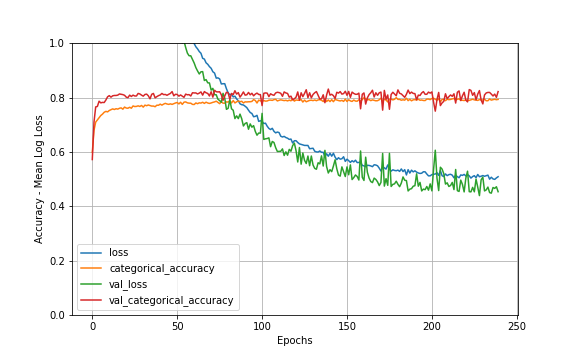 1.0
0.8
0.6
0.4
0.2
0.0
Accuracy - Mean Log Loss
loss
categorical_accuracy
val_loss
val_categorical_accuracy
0 50 100 150 200 250
Epochs